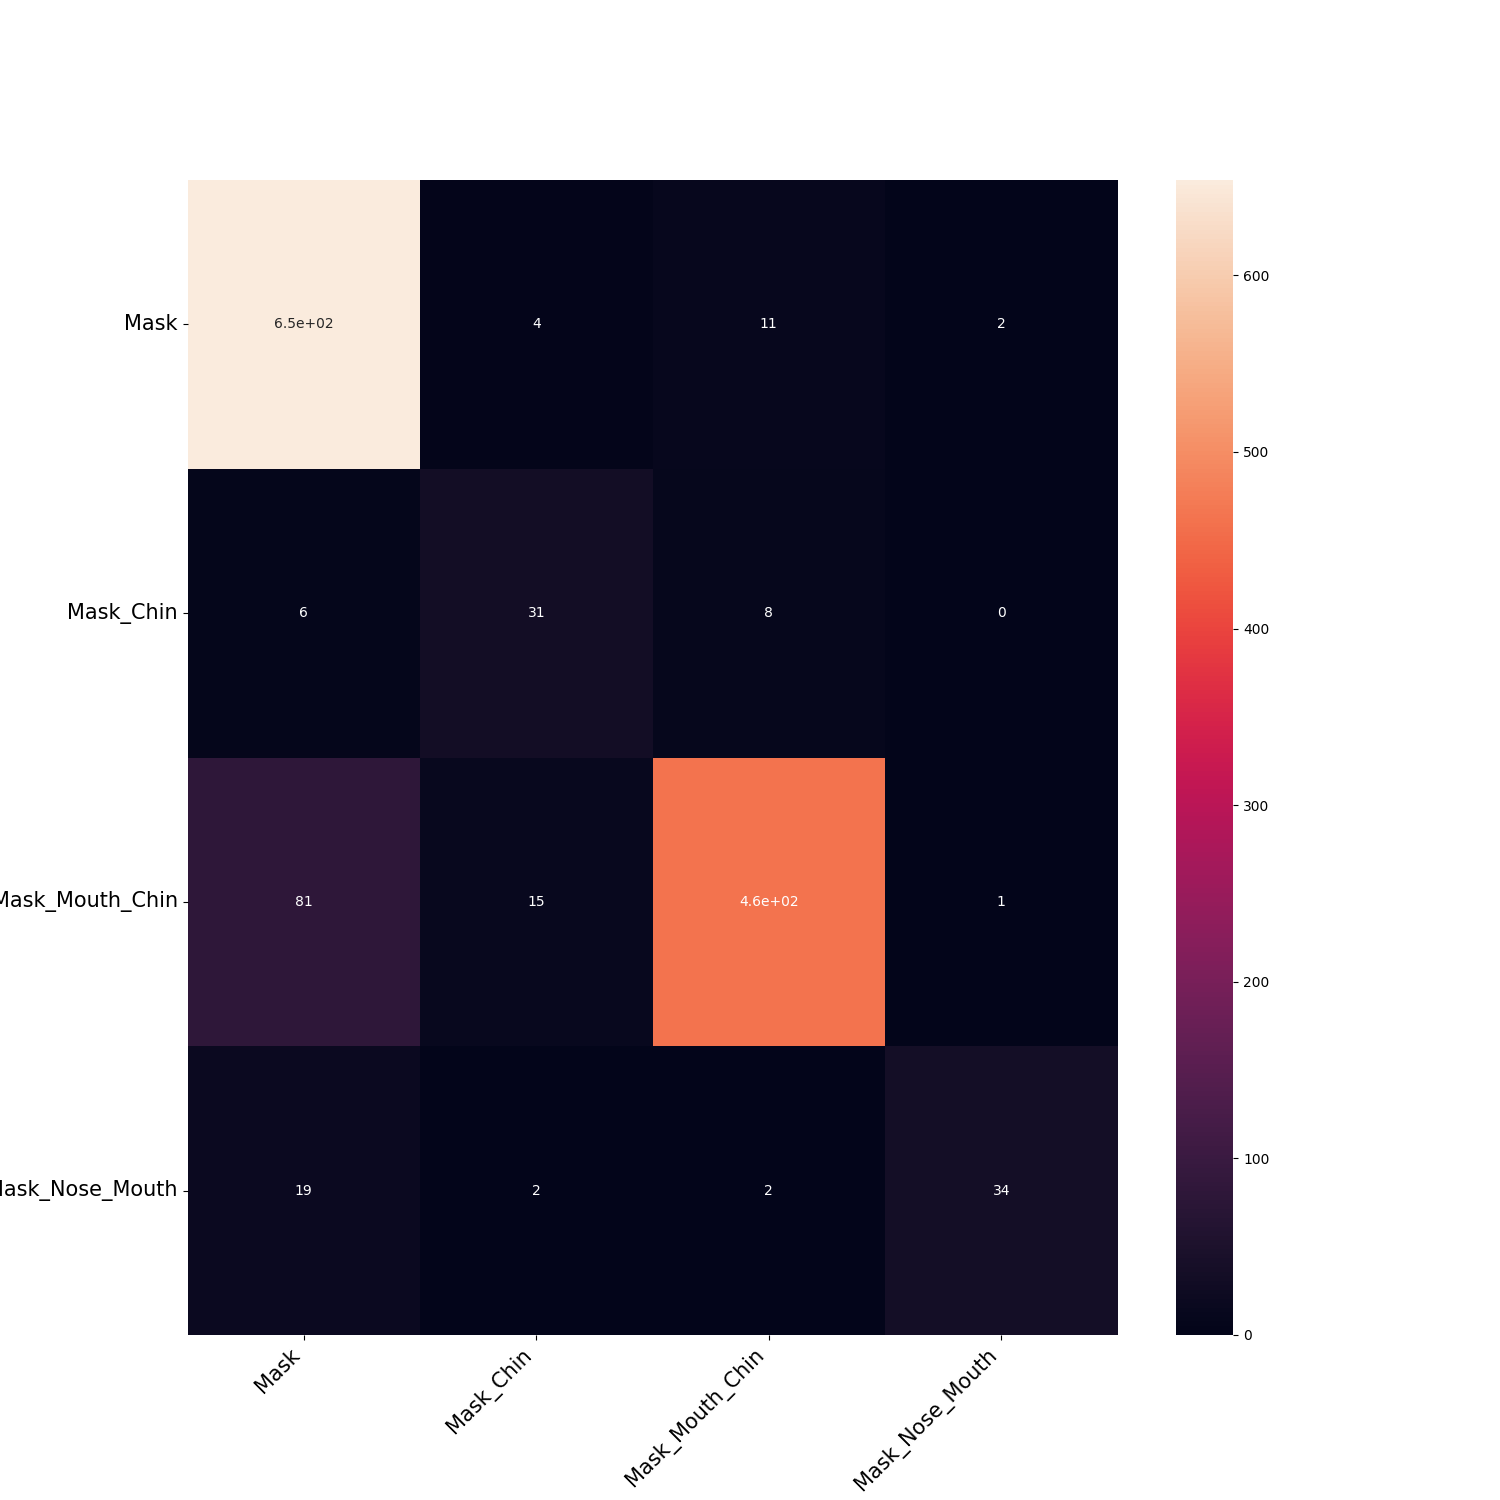 600
Mask 6.5e+02 4 11 2
500
400
Mask_Chin 6 31 8 0
300
Mask_Mouth_Chin 81 15 4.6e+02 1
200
100
ask_Nose_Mouth 19 2 2 34
0
Mask Mask_Chin Mask_Mouth_Chin Mask_Nose_Mouth